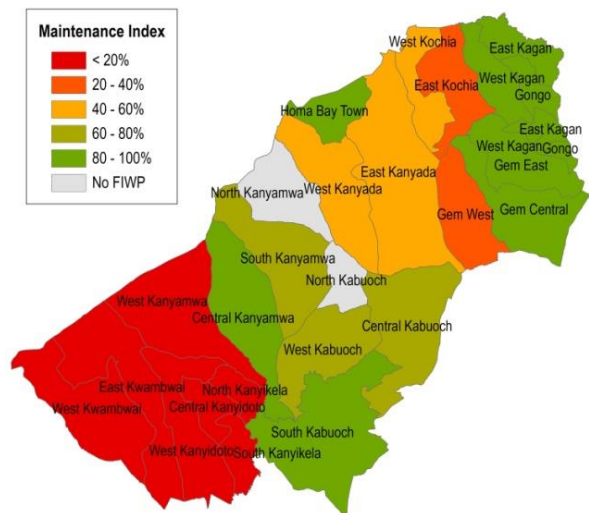 Maintenance Index
< 20%
20 - 40%
40 - 60%
60 - 80%
80 - 100%
No FIWP
West Kochia
East Kagan
East Kochia
West Kagan
Gongo
Homa Bay Town
East Kagan
West Kagan
Gongo
Gem East
East Kanyada
North Kanyamwa
West Kanyada
Gem West
Gem Central
South Kanyamwa
North Kabuoch
West Kanyamwa
Central Kanyamwa
Central Kabuoch
West Kabuoch
East Kwambwai
North Kanyikela
West Kwambwai
Central Kanyidoto
South Kabuoch
West Kanyidoto
South Kanyikela